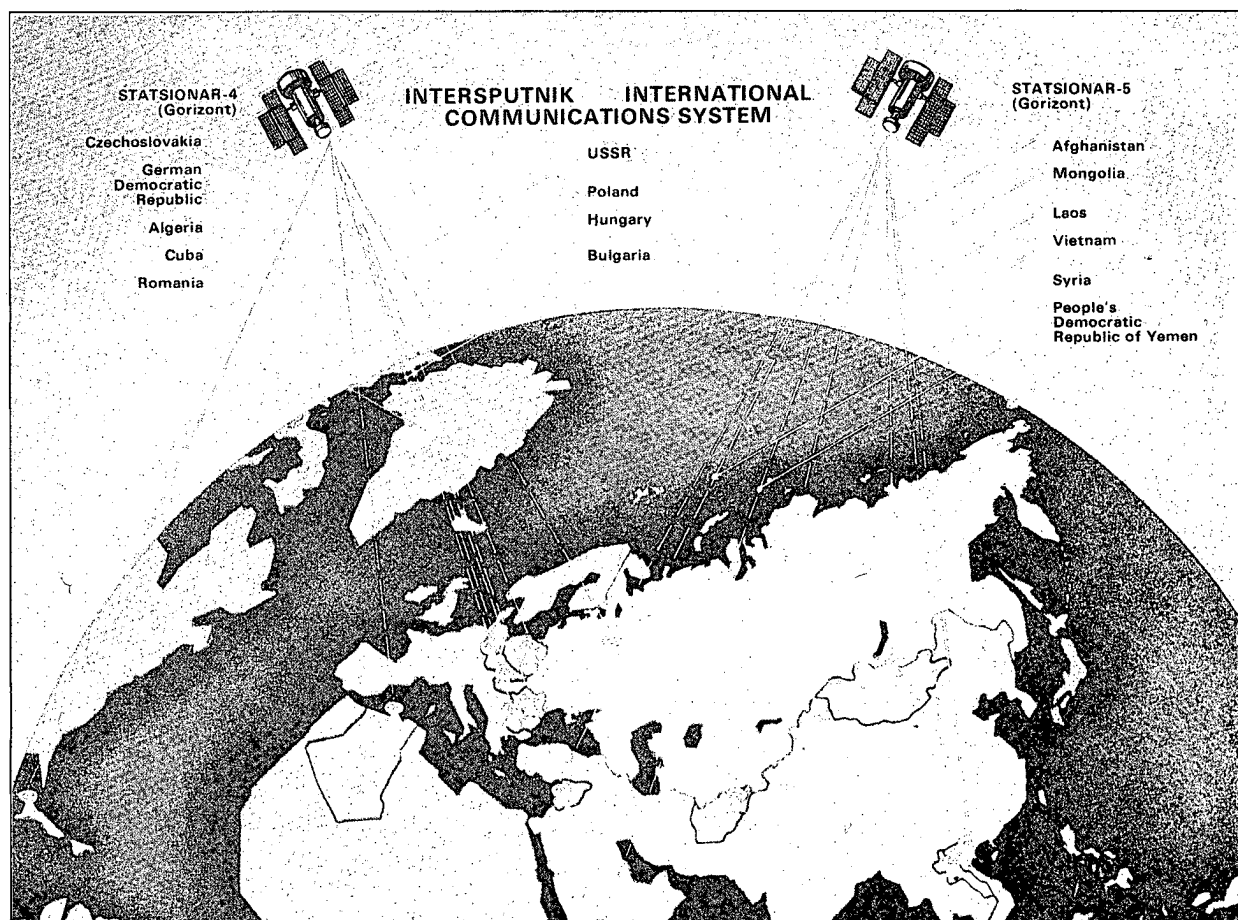 INTERSPUTNIK INTERNATIONAL
COMMUNICATIONS SYSTEM
STATSIONAR-4
(Gorizont)
Czechoslovakia
German
Democratic
Republic
Algeria
Cuba
Romania
USSR
Poland
Hungary
Bulgaria
STATSIONAR-5
(Gorizont)
Afghanistan
Mongolia
Laos
Vietnam
Syria
People's
Democratic
Republic of Yemen